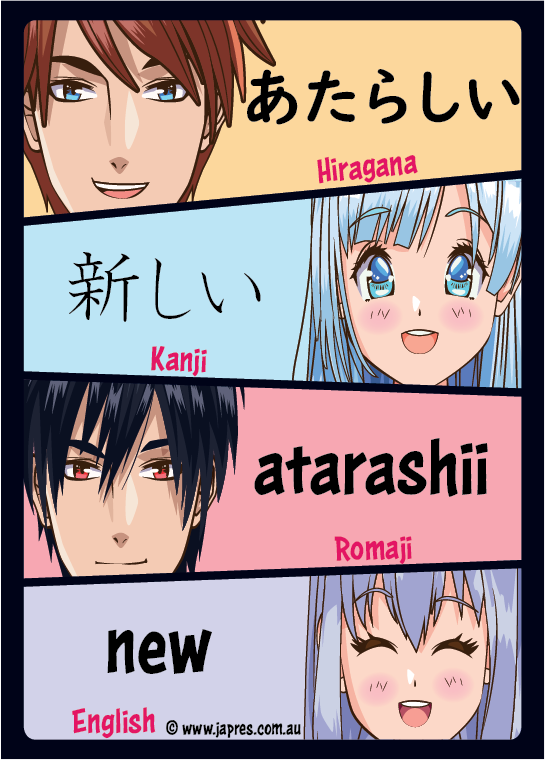 あたらしい
Hiragana
新しい
Kanji
atarashii
Romaji
new
English © www.japres.com.au